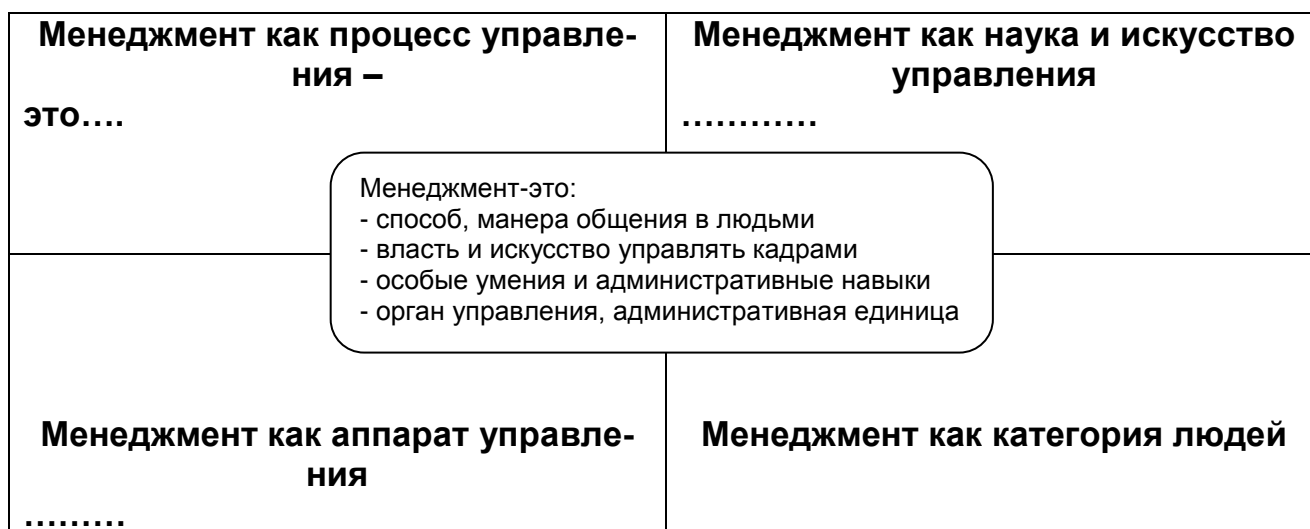 Менеджмент как процесс управле-
ния –
это….
Менеджмент как наука и искусство
управления
…………
Менеджмент-это:
- способ, манера общения в людьми
- власть и искусство управлять кадрами
- особые умения и административные навыки
- орган управления, административная единица
Менеджмент как аппарат управле-
ния
………
Менеджмент как категория людей